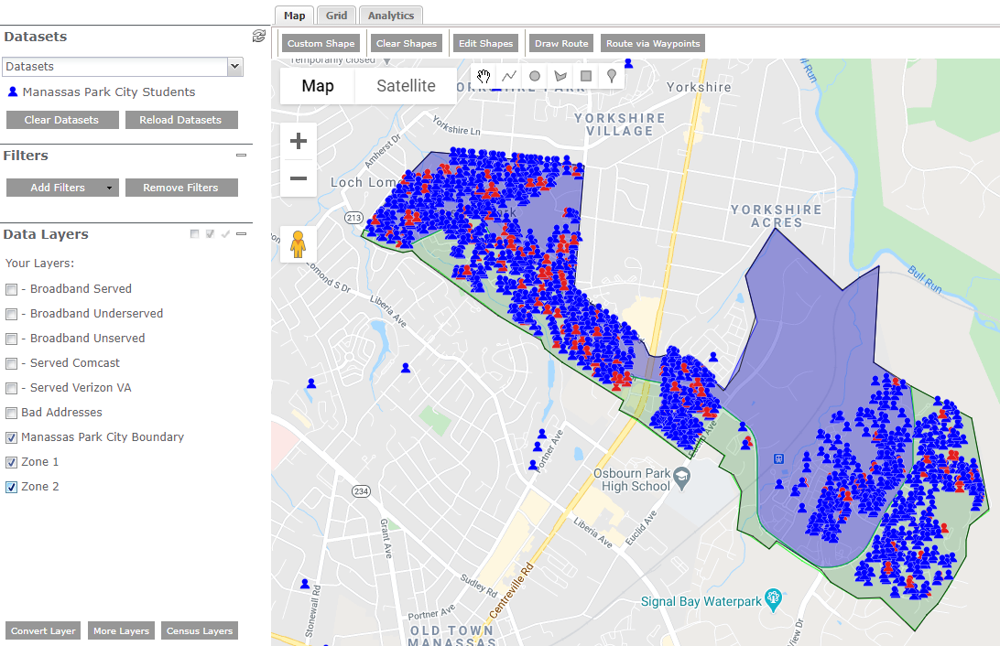 Map Grid Analytics
Datasets
Custom Shape Clear Shapes Edit Shapes Draw Route Route via Waypoints
Datasets
Manassas Park City Students
Clear Datasets Reload Datasets
Filters
Add Filters Remove Filters
Data Layers
Your Layers:
- Broadband Served
- Broadband Underserved
- Broadband Unserved
- Served Comcast
- Served Verizon VA
Bad Addresses
Manassas Park City Boundary
Zone 1
Zone 2
Convert Layer More Layers Census Layers
Temporarily closed
Map Satellite
PARK
Yorkshire
Bull Run
YORKSHIRE
VILLAGE
Yorkshire Ln
Amherst Dr
Loch Lom
213
YORKSHIRE
ACRES
Bull Run
Lomond S Dr
Liberia Ave
Portner Ave
Euclid Ave
Osbourn Park
High School
234
Liberia Ave
Euclid Ave
Grant Ave
Sudley Rd
Centreville Rd
Signal Bay Waterpark
Stonewall Rd
Portner Ave
OLD TOWN
MANASSAS
View Dr